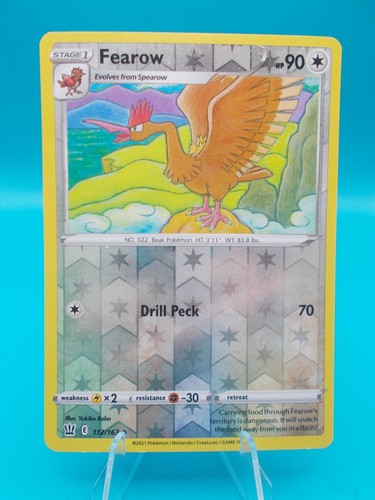 STAGE 1
Fearow
HP 90
Evolves from Spearow
NO. 022 Beak Pokémon HT. 3'11" WT. 83.8 lbs.
Drill Peck 70
weakness ×2 resistance -30 retreat
Illus. Yukiko Baba
Carrying food through Fearow's
territory is dangerous. It will snatch
the food away from you in a flash!
E 112/163
©2021 Pokémon / Nintendo / Creatures / GAME